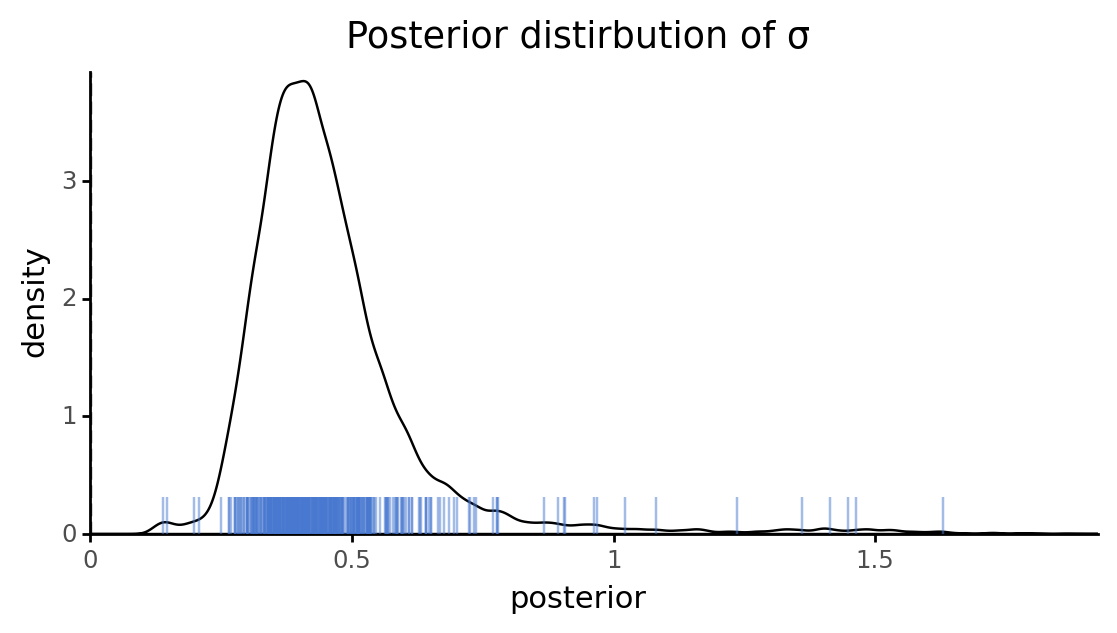 Posterior distirbution of σ
density
3
2
1
0
0 0.5 1 1.5
posterior